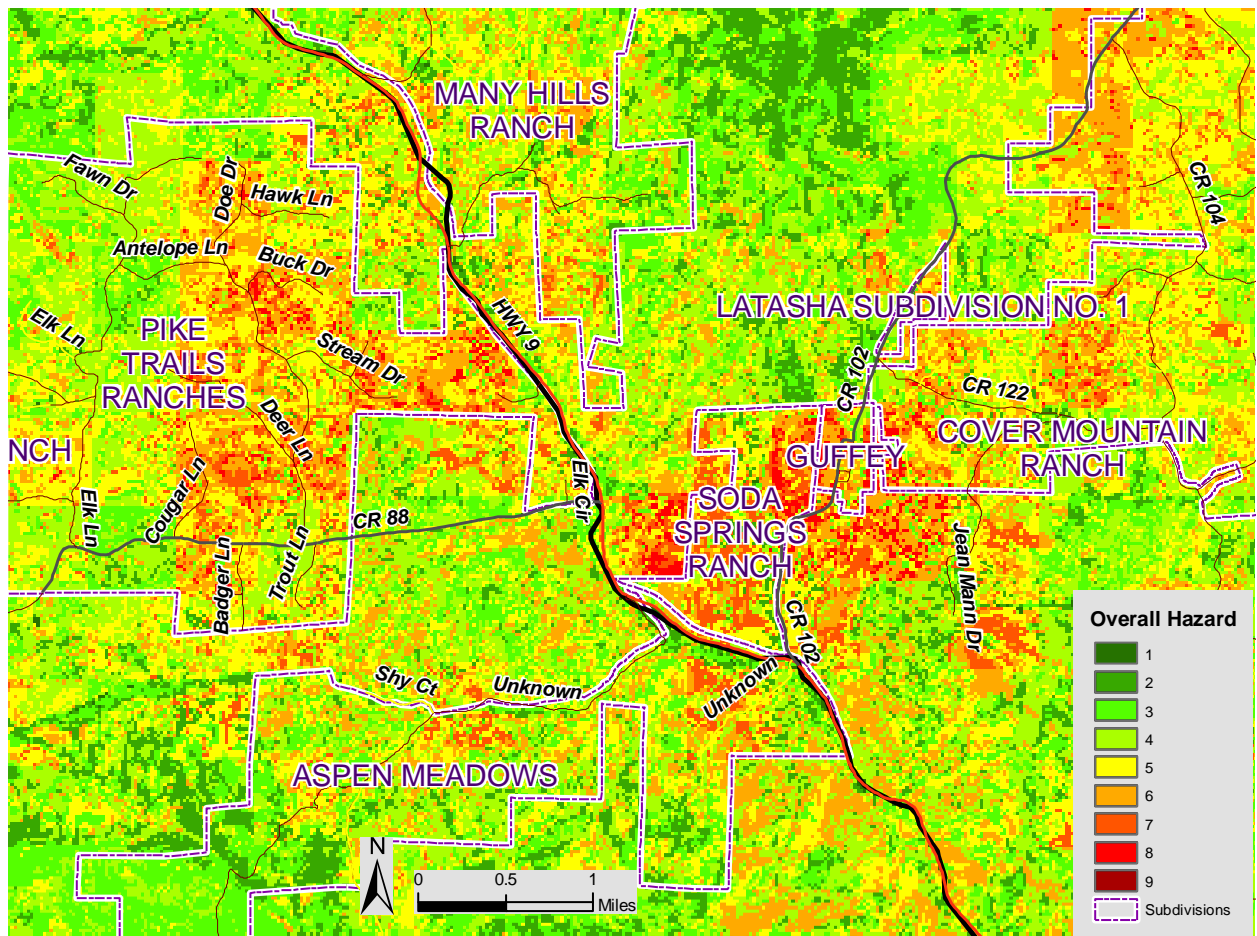 MANY HILLS
RANCH
Fawn Dr
Doe Dr
Hawk Ln
CR 104
Antelope Ln
Buck Dr
HWY 9
LATASHA SUBDIVISION NO. 1
Elk Ln
PIKE
TRAILS
RANCHES
Stream Dr
CR 102
CR 122
Deer Ln
COVER MOUNTAIN
RANCH
GUFFEY
NCH
Cougar Ln
Elk Ln
Elk Cir
SODA
SPRINGS
RANCH
CR 88
Jean Mann Dr
Badger Ln
Trout Ln
CR 102
Shy Ct
Unknown
Unknown
ASPEN MEADOWS
N
0 0.5 1
Miles
Overall Hazard
1
2
3
4
5
6
7
8
9
Subdivisions